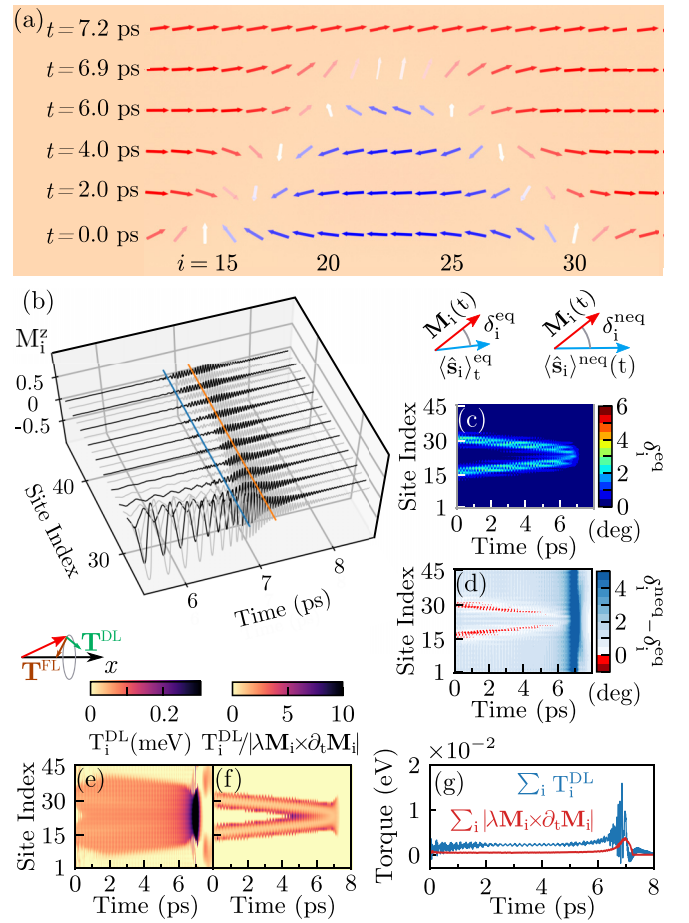 (a)
t = 7.2 ps
t = 6.9 ps
t = 6.0 ps
t = 4.0 ps
t = 2.0 ps
t = 0.0 ps
i = 15 20 25 30
(b)
M_i^z
0.5
0
-0.5
Site Index
40
30
6 7 8
Time (ps)
M_i(t) δ_i^eq
⟨ŝ_i⟩_t^eq
M_i(t) δ_i^neq
⟨ŝ_i⟩^neq(t)
(c)
Site Index
45
30
15
1
0 2 4 6
Time (ps)
6
4
2
0
δ_i^eq
(deg)
(d)
Site Index
45
30
15
1
0 2 4 6
Time (ps)
4
2
0
δ_i^neq − δ_i^eq
(deg)
T^DL
T^FL
x
0 0.2
T_i^DL(meV)
0 5 10
T_i^DL/|λM_i×∂_tM_i|
(e)
(f)
Site Index
45
30
15
1
0 2 4 6 0 2 4 6 8
Time (ps) Time (ps)
×10^−2
(g)
∑_i T_i^DL
∑_i |λM_i×∂_tM_i|
Torque (eV)
2
1
0
0 2 4 6 8
Time (ps)